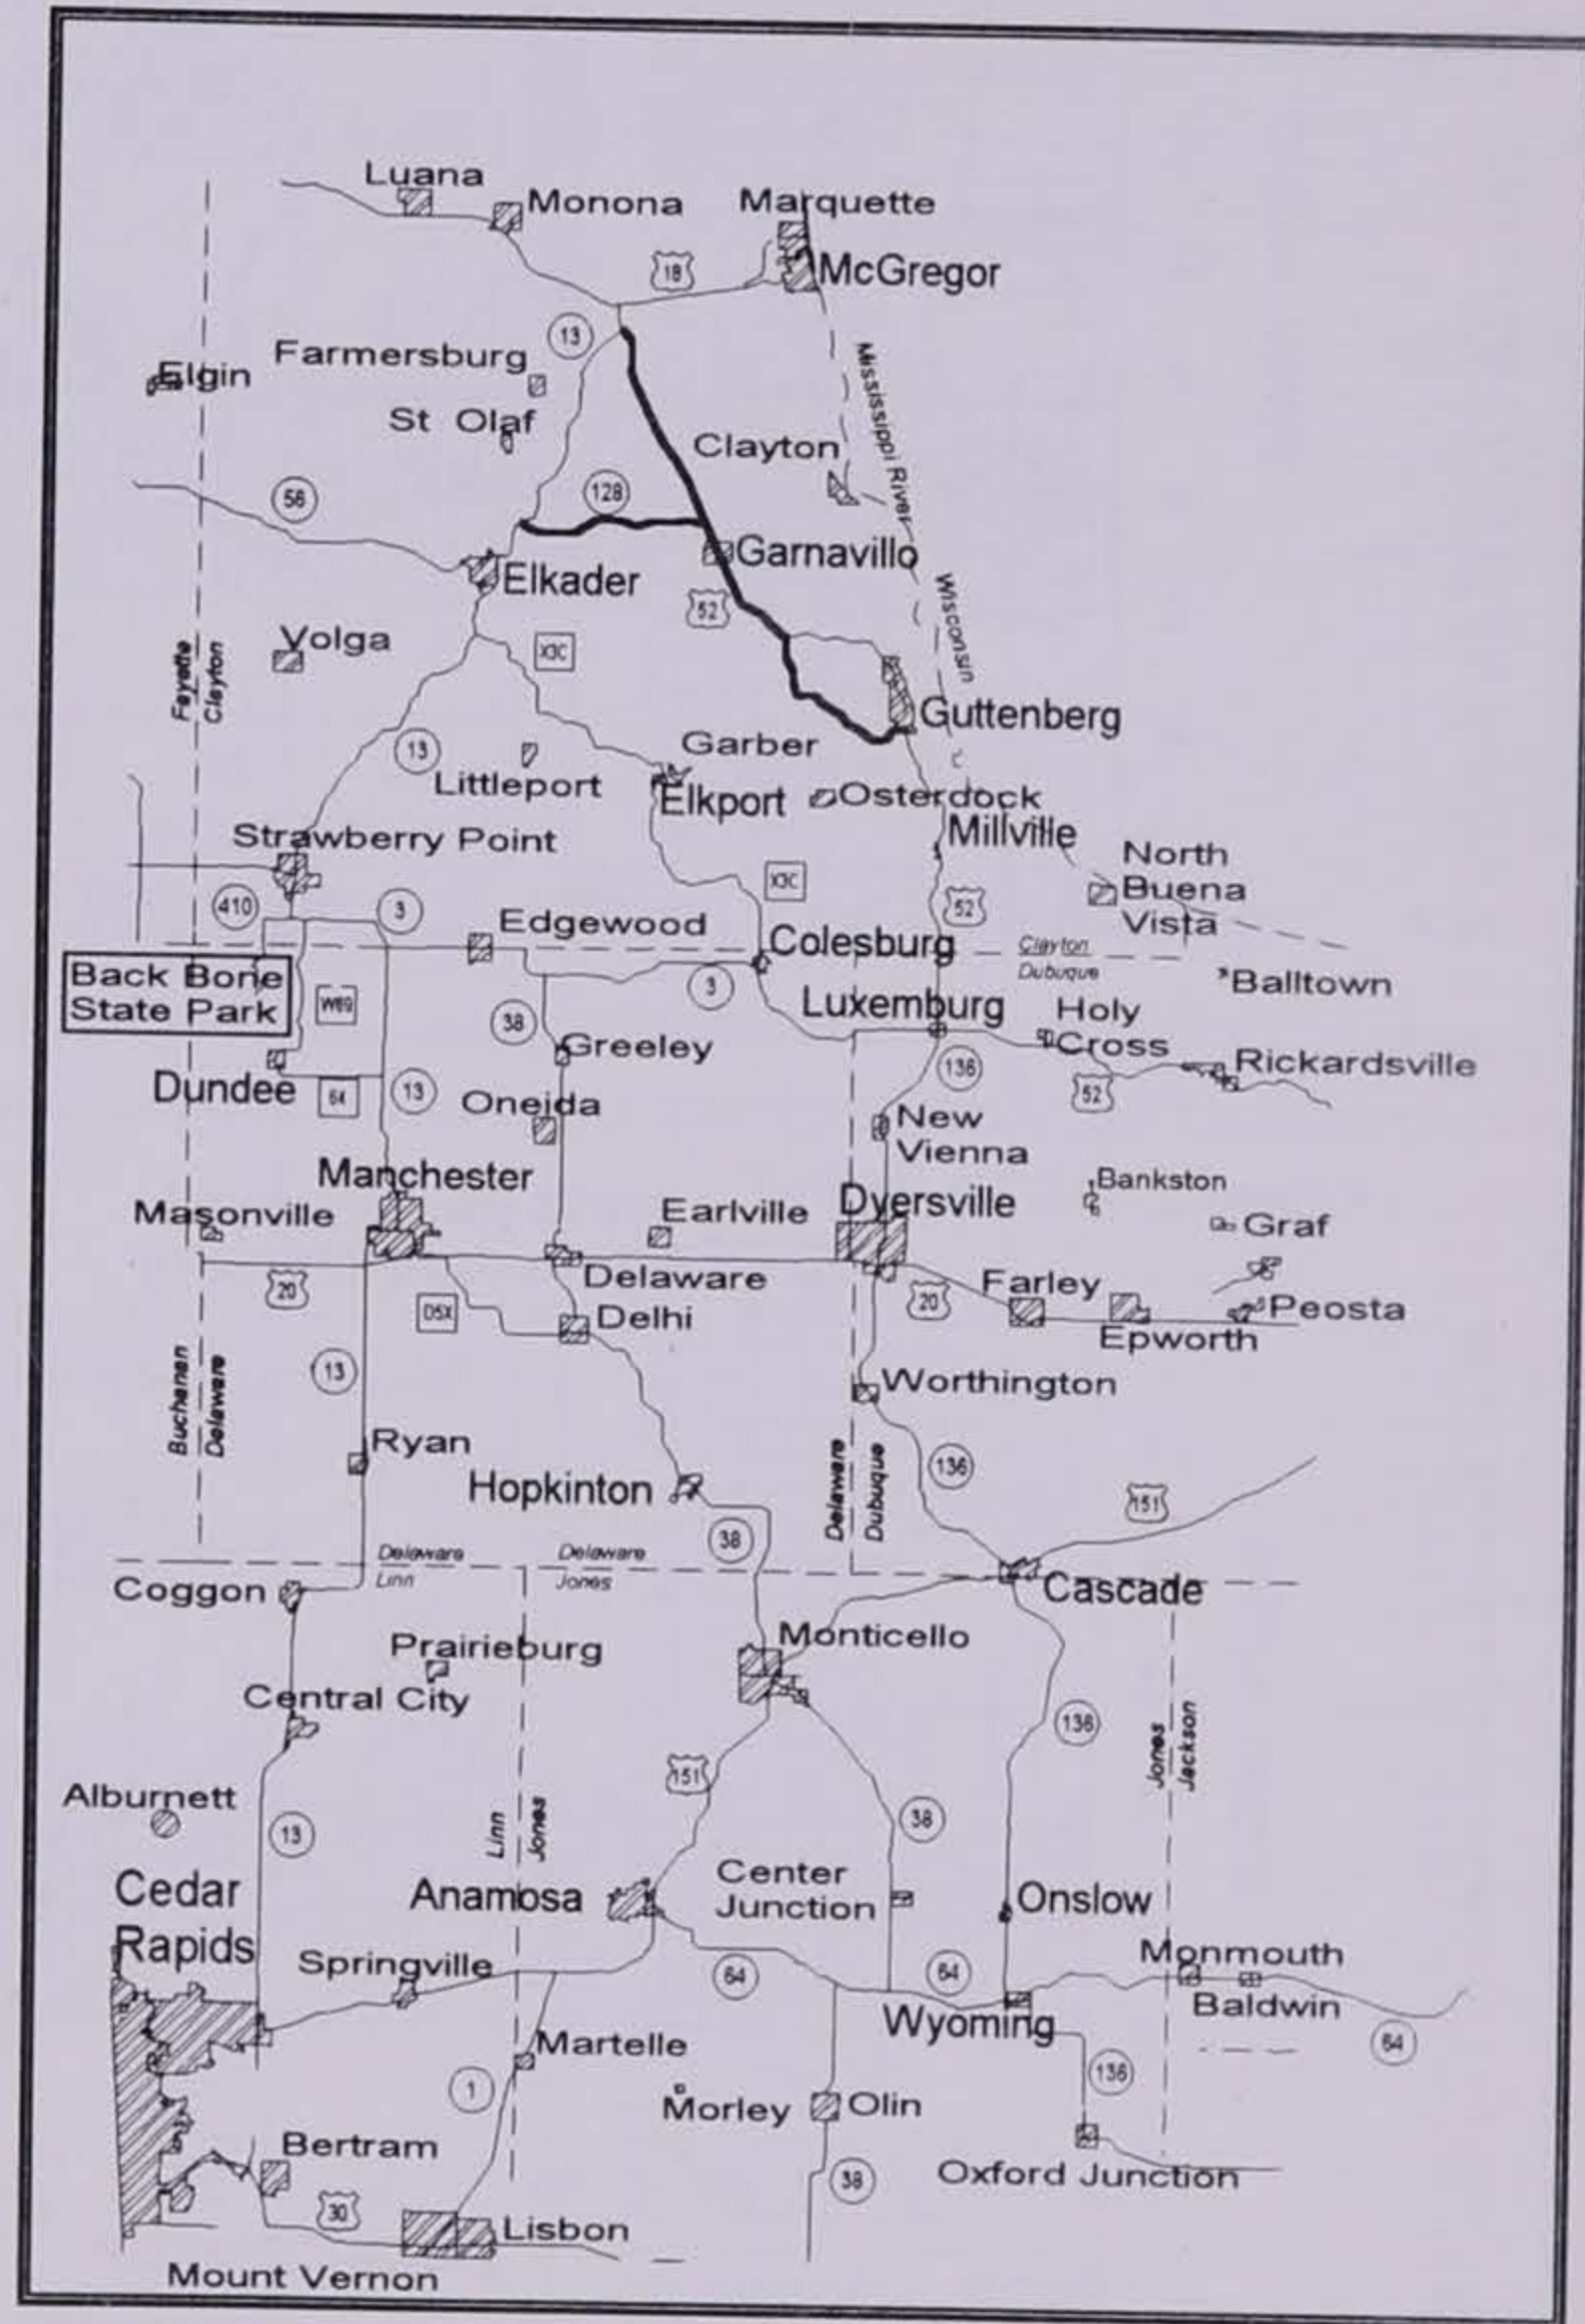 Luana
Monona
Marquette
18
McGregor
13
Farmersburg
Elgin
St Olaf
Mississippi River
Clayton
128
56
Garnavillo
Elkader
52
Wisconsin
Volga
X3C
Fayette
Clayton
Guttenberg
13
Garber
Littleport
Elkport
Osterdock
Millville
Strawberry Point
North
Buena
Vista
X3C
410
3
52
Edgewood
Colesburg
Clayton
Dubuque
Back Bone
State Park
Balltown
3
W69
38
Luxemburg
Holy
Cross
Greeley
136
Rickardsville
Dundee
64
13
52
Oneida
New
Vienna
Manchester
Bankston
Masonville
Earlville
Dyersville
Graf
20
Delaware
D5X
Delhi
20
Farley
Peosta
Epworth
13
Buchanan
Delaware
Worthington
Ryan
Delaware
Dubuque
136
Hopkinton
151
38
Delaware
Linn
Delaware
Jones
Coggon
Cascade
Prairieburg
Monticello
Central City
136
Jones
Jackson
151
Alburnett
13
Linn
Jones
38
Cedar
Rapids
Anamosa
Center
Junction
Onslow
Springville
64
64
Monmouth
Baldwin
Wyoming
64
Martelle
136
1
Morley
Olin
Bertram
38
Oxford Junction
30
Lisbon
Mount Vernon